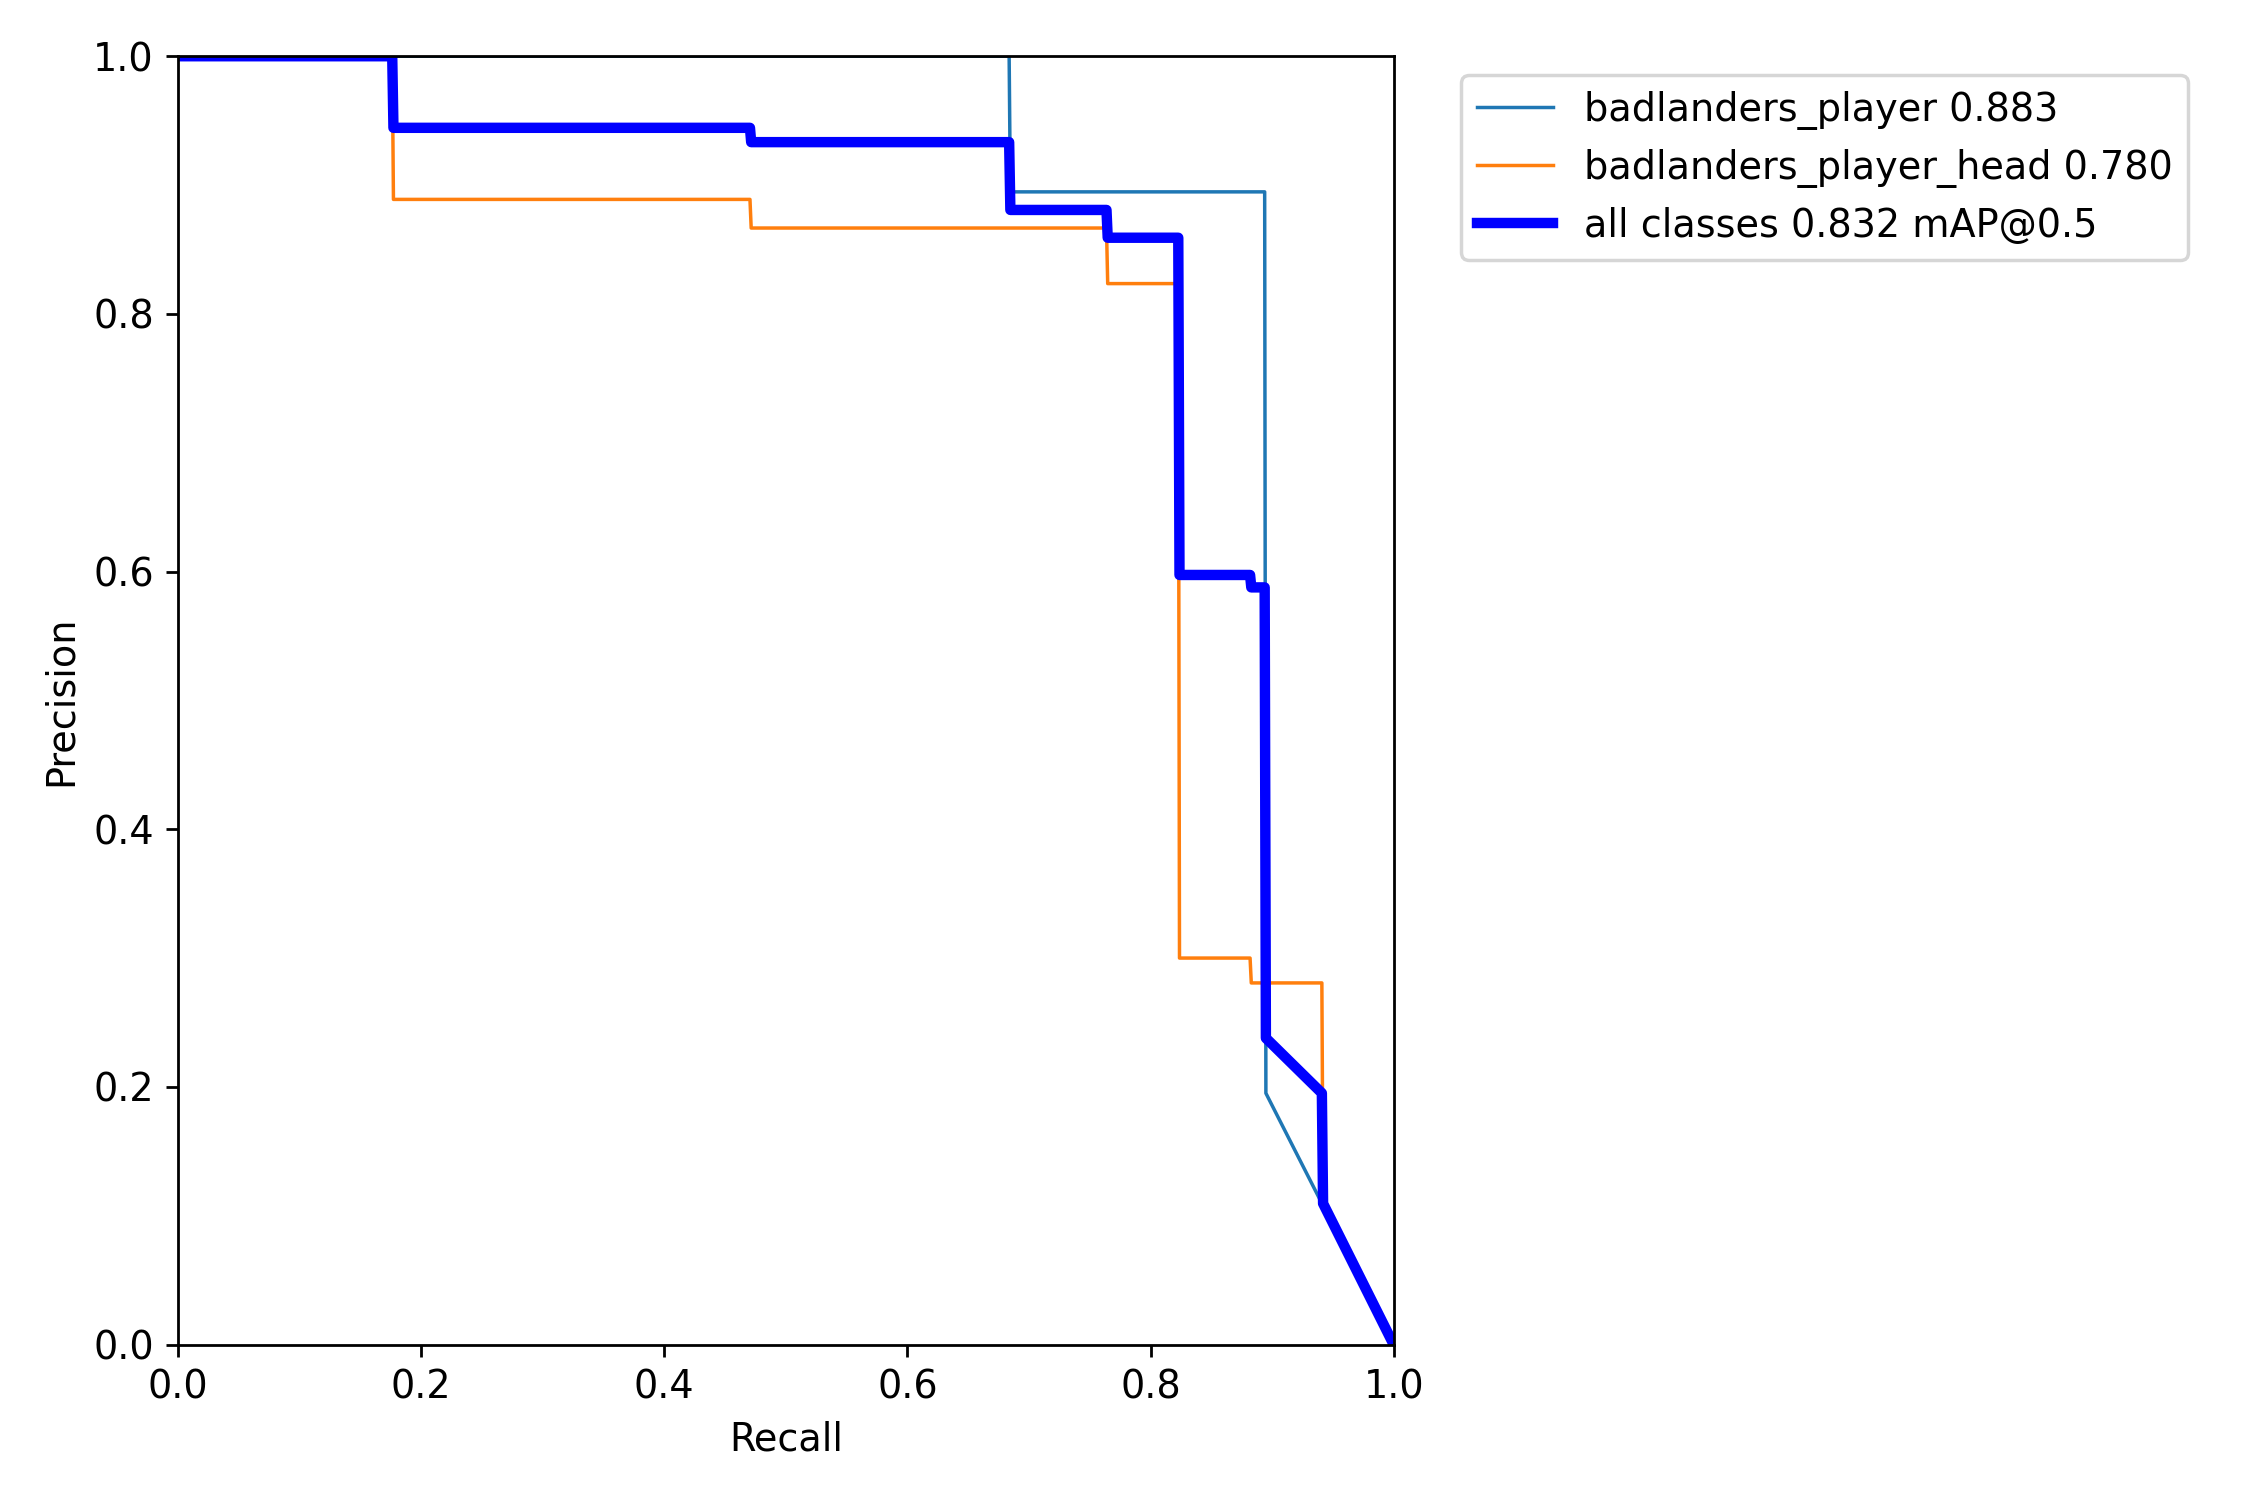 badlanders_player 0.883
badlanders_player_head 0.780
all classes 0.832 mAP@0.5
1.0
0.8
0.6
0.4
0.2
0.0
Precision
0.0 0.2 0.4 0.6 0.8 1.0
Recall